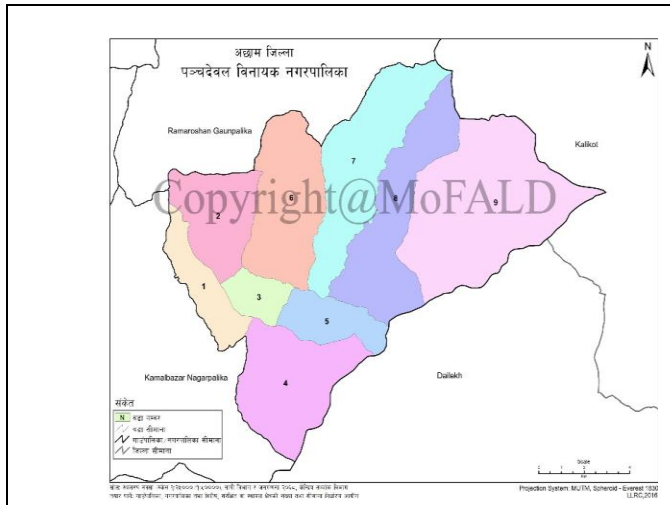 अछाम जिल्ला
पञ्चदेवल विनायक नगरपालिका
N
Ramaroshan Gaunpalika
Kalikot
7
6
8
9
2
Copyright@MoFALD
1
3
5
4
Kamalbazar Nagarpalika
Dailekh
संकेत
N वडा नम्बर
वडा सीमाना
गाउँपालिका, नगरपालिका सीमाना
जिल्ला सीमाना
Scale
Projection System: MUTM, Spheroid - Everest 1830
LLRC,2016